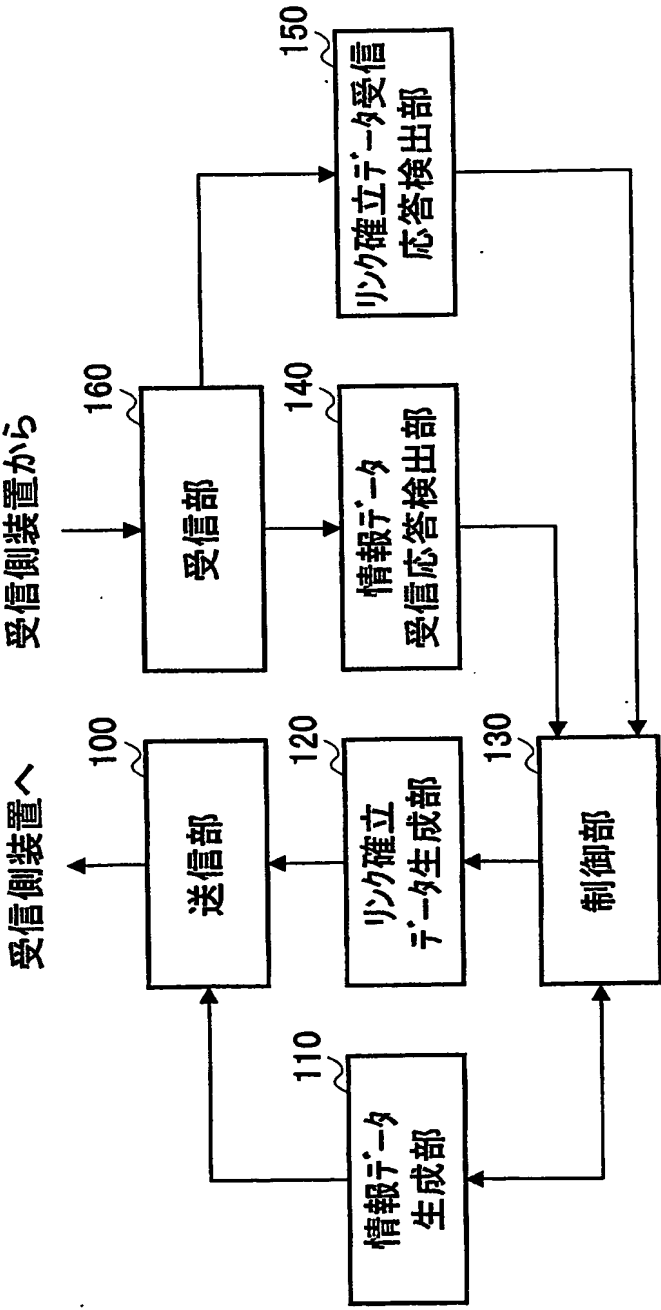 受信側装置へ
受信側装置から
100
送信部
160
受信部
110
情報データ
生成部
120
リンク確立
データ生成部
140
情報データ
受信応答検出部
150
リンク確立データ受信
応答検出部
130
制御部